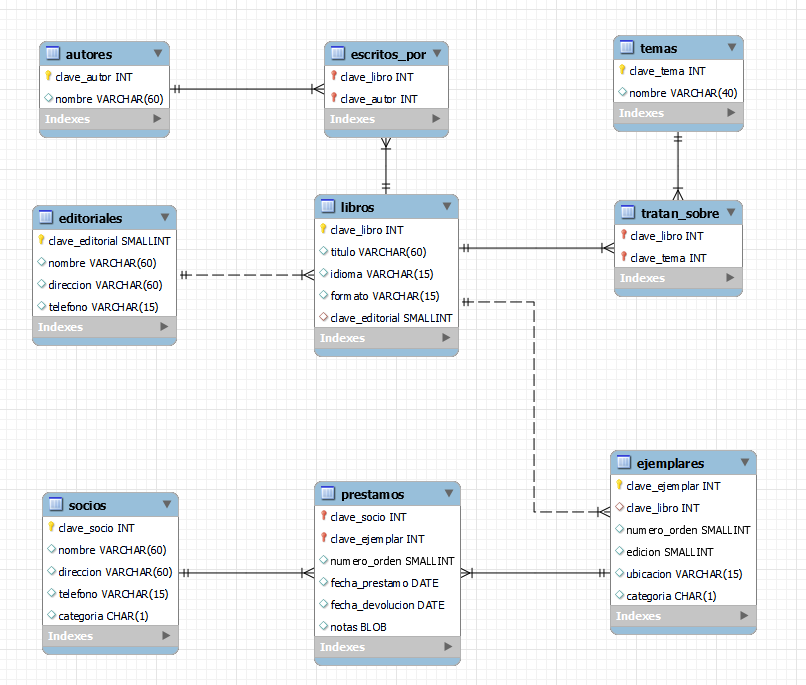 autores
clave_autor INT
nombre VARCHAR(60)
Indexes
escritos_por
clave_libro INT
clave_autor INT
Indexes
temas
clave_tema INT
nombre VARCHAR(40)
Indexes
editoriales
clave_editorial SMALLINT
nombre VARCHAR(60)
direccion VARCHAR(60)
telefono VARCHAR(15)
Indexes
libros
clave_libro INT
titulo VARCHAR(60)
idioma VARCHAR(15)
formato VARCHAR(15)
clave_editorial SMALLINT
Indexes
tratan_sobre
clave_libro INT
clave_tema INT
Indexes
socios
clave_socio INT
nombre VARCHAR(60)
direccion VARCHAR(60)
telefono VARCHAR(15)
categoria CHAR(1)
Indexes
prestamos
clave_socio INT
clave_ejemplar INT
numero_orden SMALLINT
fecha_prestamo DATE
fecha_devolucion DATE
notas BLOB
Indexes
ejemplares
clave_ejemplar INT
clave_libro INT
numero_orden SMALLINT
edicion SMALLINT
ubicacion VARCHAR(15)
categoria CHAR(1)
Indexes